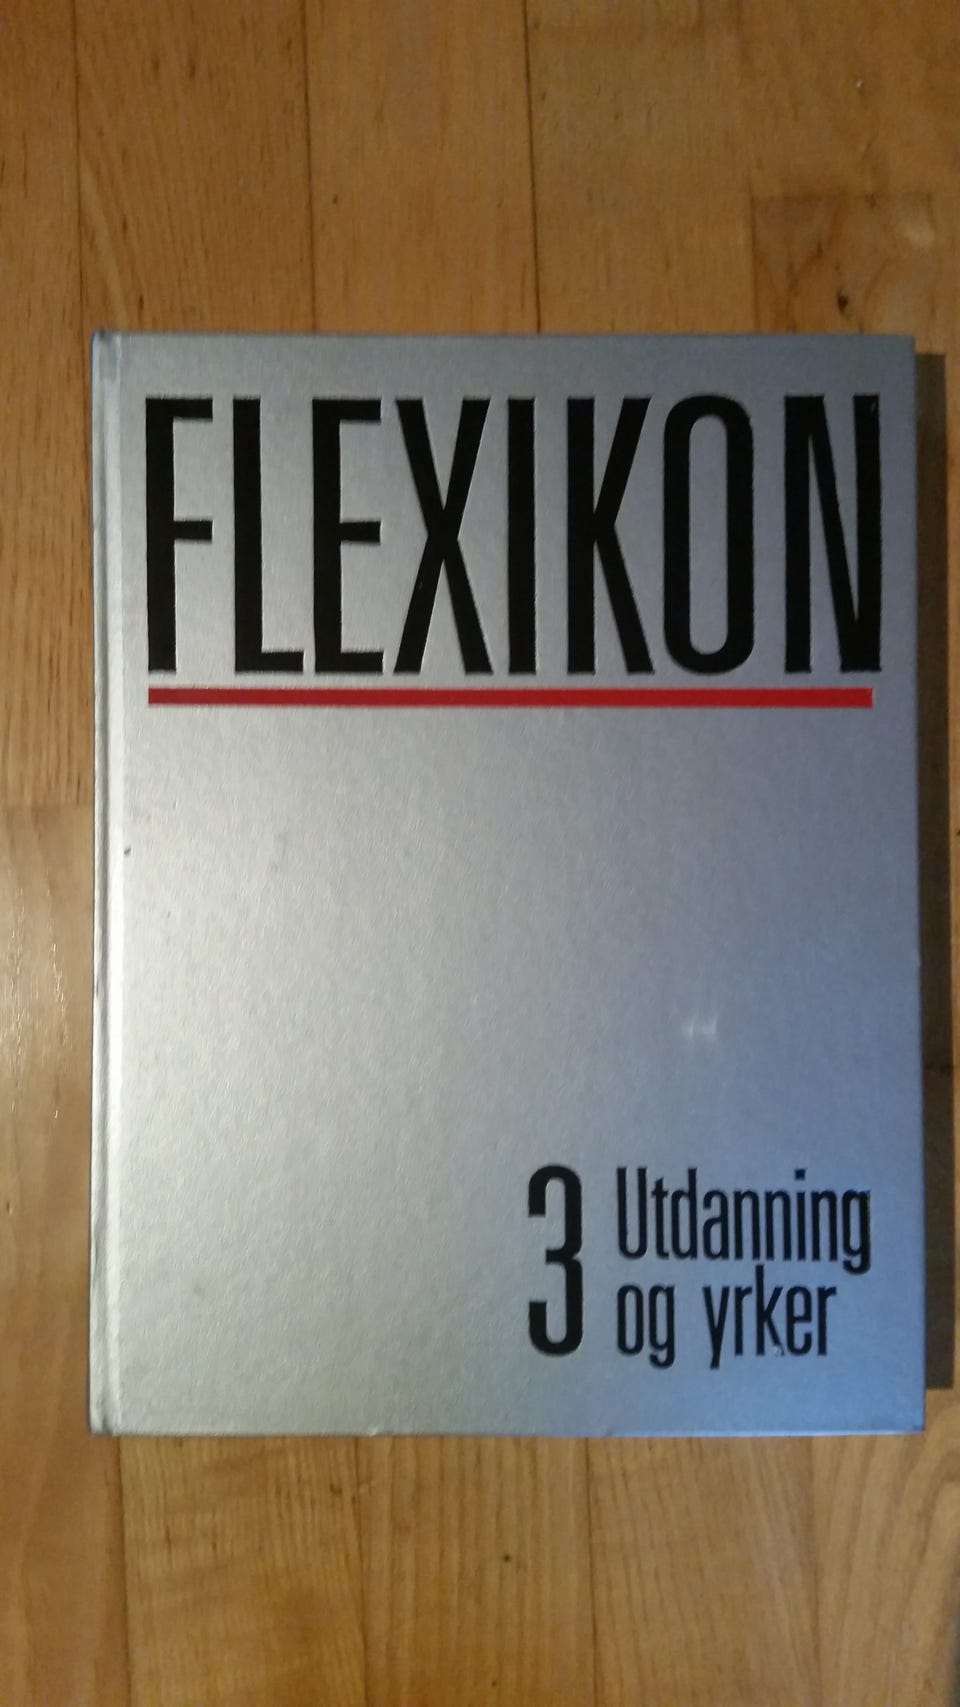 FLEXIKON
3 Utdanning
og yrker